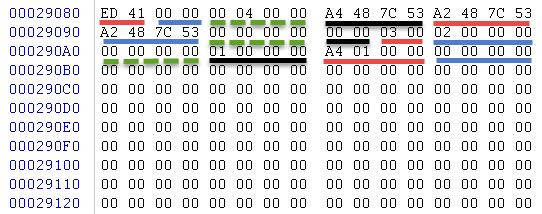 00029080 ED 41 00 00 00 04 00 00 A4 48 7C 53 A2 48 7C 53
00029090 A2 48 7C 53 00 00 00 00 00 00 03 00 02 00 00 00
000290A0 00 00 00 00 01 00 00 00 A4 01 00 00 00 00 00 00
000290B0 00 00 00 00 00 00 00 00 00 00 00 00 00 00 00 00
000290C0 00 00 00 00 00 00 00 00 00 00 00 00 00 00 00 00
000290D0 00 00 00 00 00 00 00 00 00 00 00 00 00 00 00 00
000290E0 00 00 00 00 00 00 00 00 00 00 00 00 00 00 00 00
000290F0 00 00 00 00 00 00 00 00 00 00 00 00 00 00 00 00
00029100 00 00 00 00 00 00 00 00 00 00 00 00 00 00 00 00
00029110 00 00 00 00 00 00 00 00 00 00 00 00 00 00 00 00
00029120 00 00 00 00 00 00 00 00 00 00 00 00 00 00 00 00